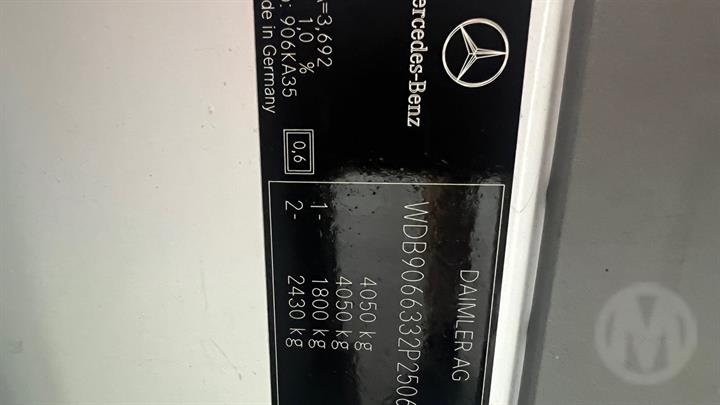 Mercedes-Benz
DAIMLER AG
WDB9066332P2506
4050 kg
4050 kg
1- 1800 kg
2- 2430 kg
0,6
=3,692
1,0 %
: 906KA35
de in Germany
M